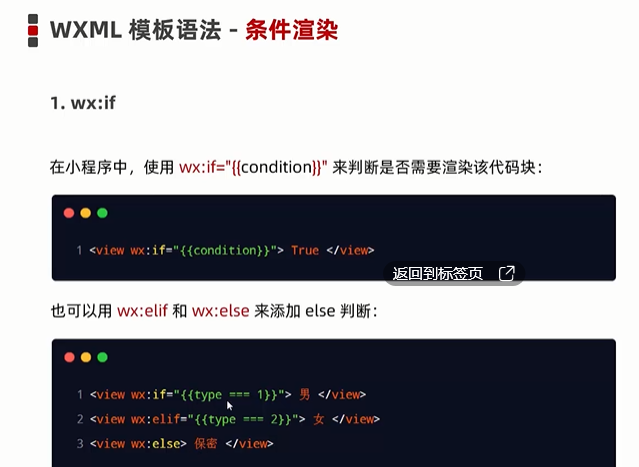 WXML 模板语法 - 条件渲染
1. wx:if
在小程序中，使用 wx:if="{{condition}}" 来判断是否需要渲染该代码块：
1 <view wx:if="{{condition}}"> True </view>
返回到标签页
也可以用 wx:elif 和 wx:else 来添加 else 判断：
1 <view wx:if="{{type === 1}}"> 男 </view>
2 <view wx:elif="{{type === 2}}"> 女 </view>
3 <view wx:else> 保密 </view>